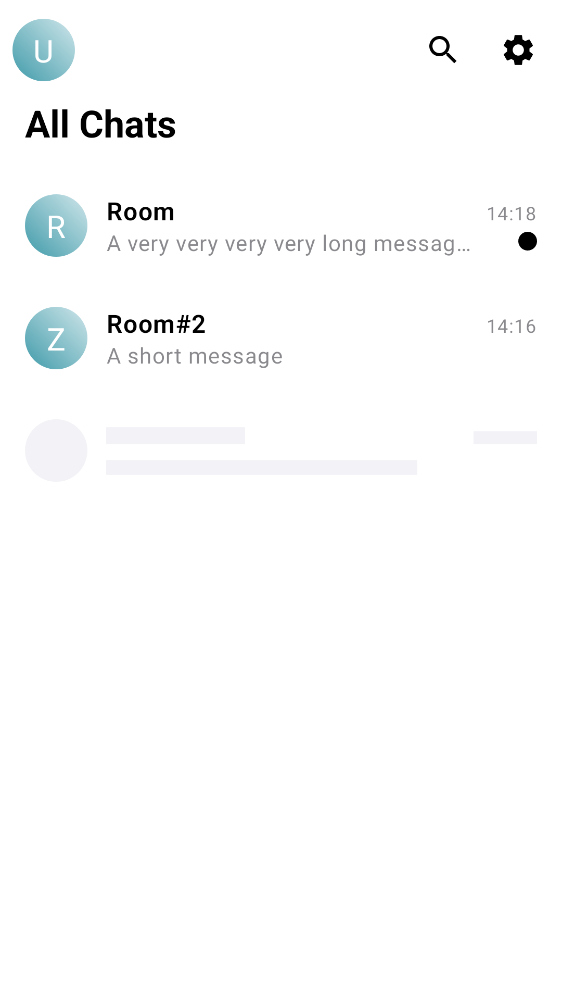 U
All Chats
R
Room
14:18
A very very very very long messag…
Z
Room#2
14:16
A short message